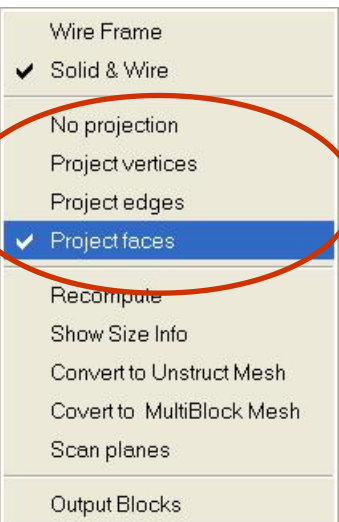 Wire Frame
Solid & Wire
No projection
Project vertices
Project edges
Project faces
Recompute
Show Size Info
Convert to Unstruct Mesh
Covert to MultiBlock Mesh
Scan planes
Output Blocks